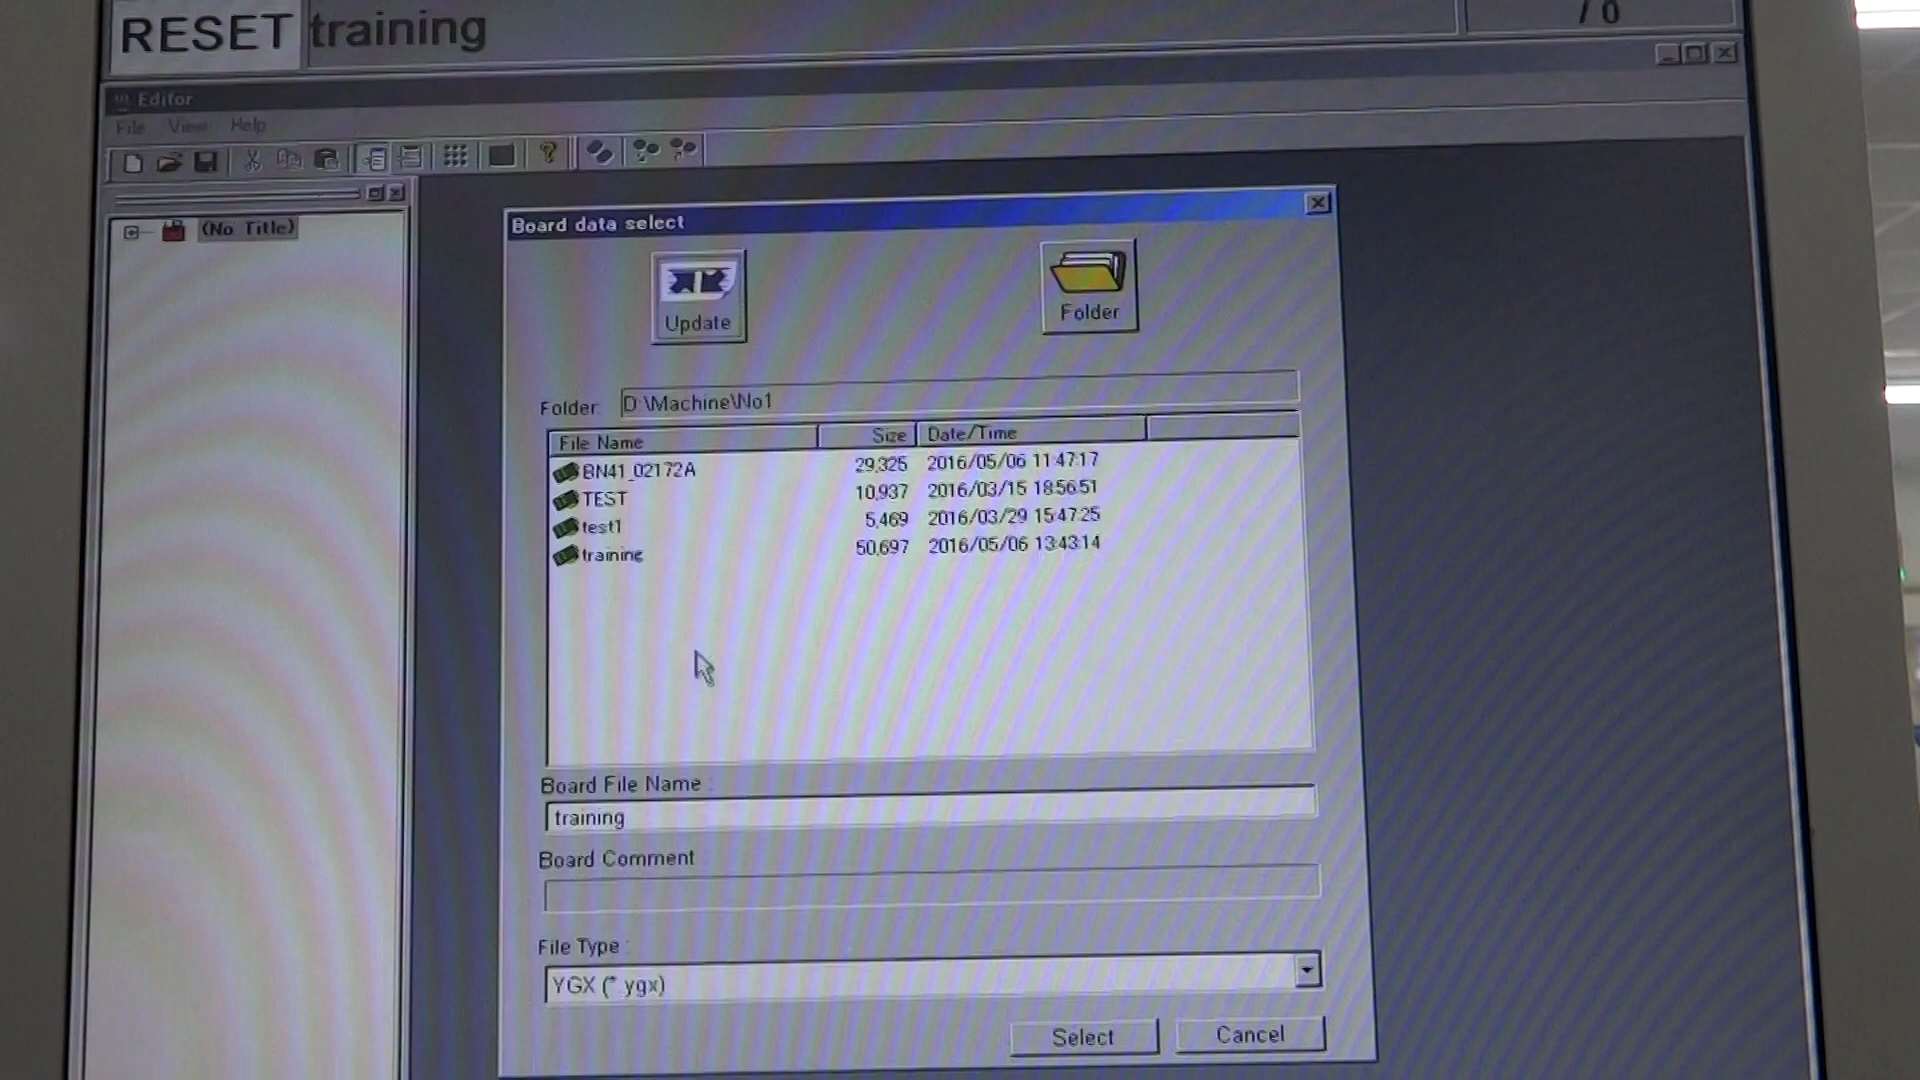 RESET training / 0
Editor
File View Help
(No Title)
Board data select
Update
Folder
Folder: D:\Machine\No1
File Name Size Date/Time
BN41_02172A 29,325 2016/05/06 11:47:17
TEST 10,937 2016/03/15 18:56:51
test1 5,469 2016/03/29 15:47:25
training 50,697 2016/05/06 13:43:14
Board File Name :
training
Board Comment
File Type :
YGX (*.ygx)
Select Cancel